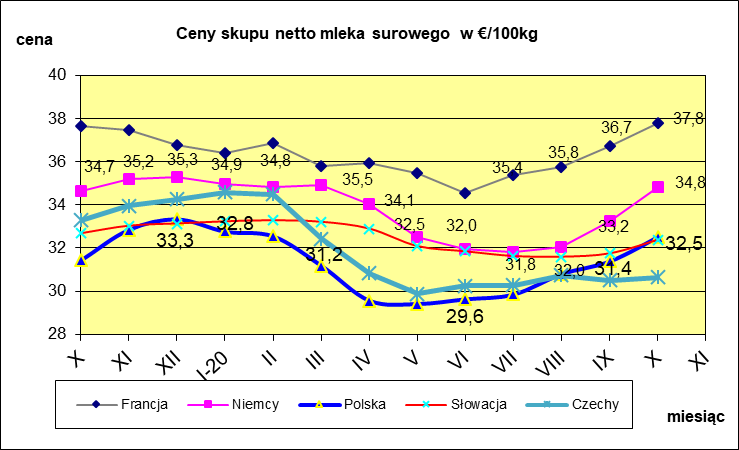 Ceny skupu netto mleka surowego w €/100kg
cena
40
38
36
34
32
30
28
37,8
36,7
35,8
35,4
34,7
35,2
35,3
34,9
34,8
35,5
34,1
32,5
32,0
31,8
32,0
33,2
34,8
33,3
32,8
31,2
29,6
31,4
32,5
X
XI
XII
I-20
II
III
IV
V
VI
VII
VIII
IX
X
XI
Francja Niemcy Polska Słowacja Czechy
miesiąc